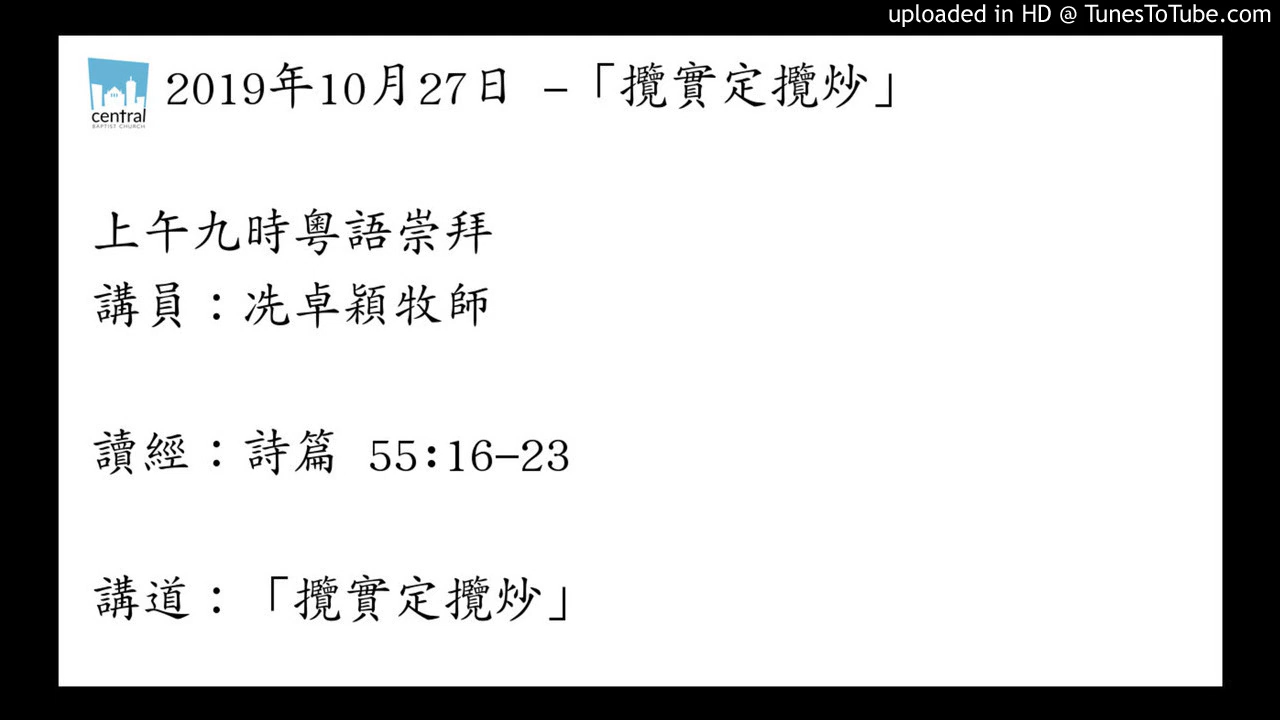 uploaded in HD @ TunesToTube.com
central
BAPTIST CHURCH
2019年10月27日 –「攬實定攬炒」
上午九時粵語崇拜
講員：冼卓穎牧師
讀經：詩篇 55:16–23
講道：「攬實定攬炒」